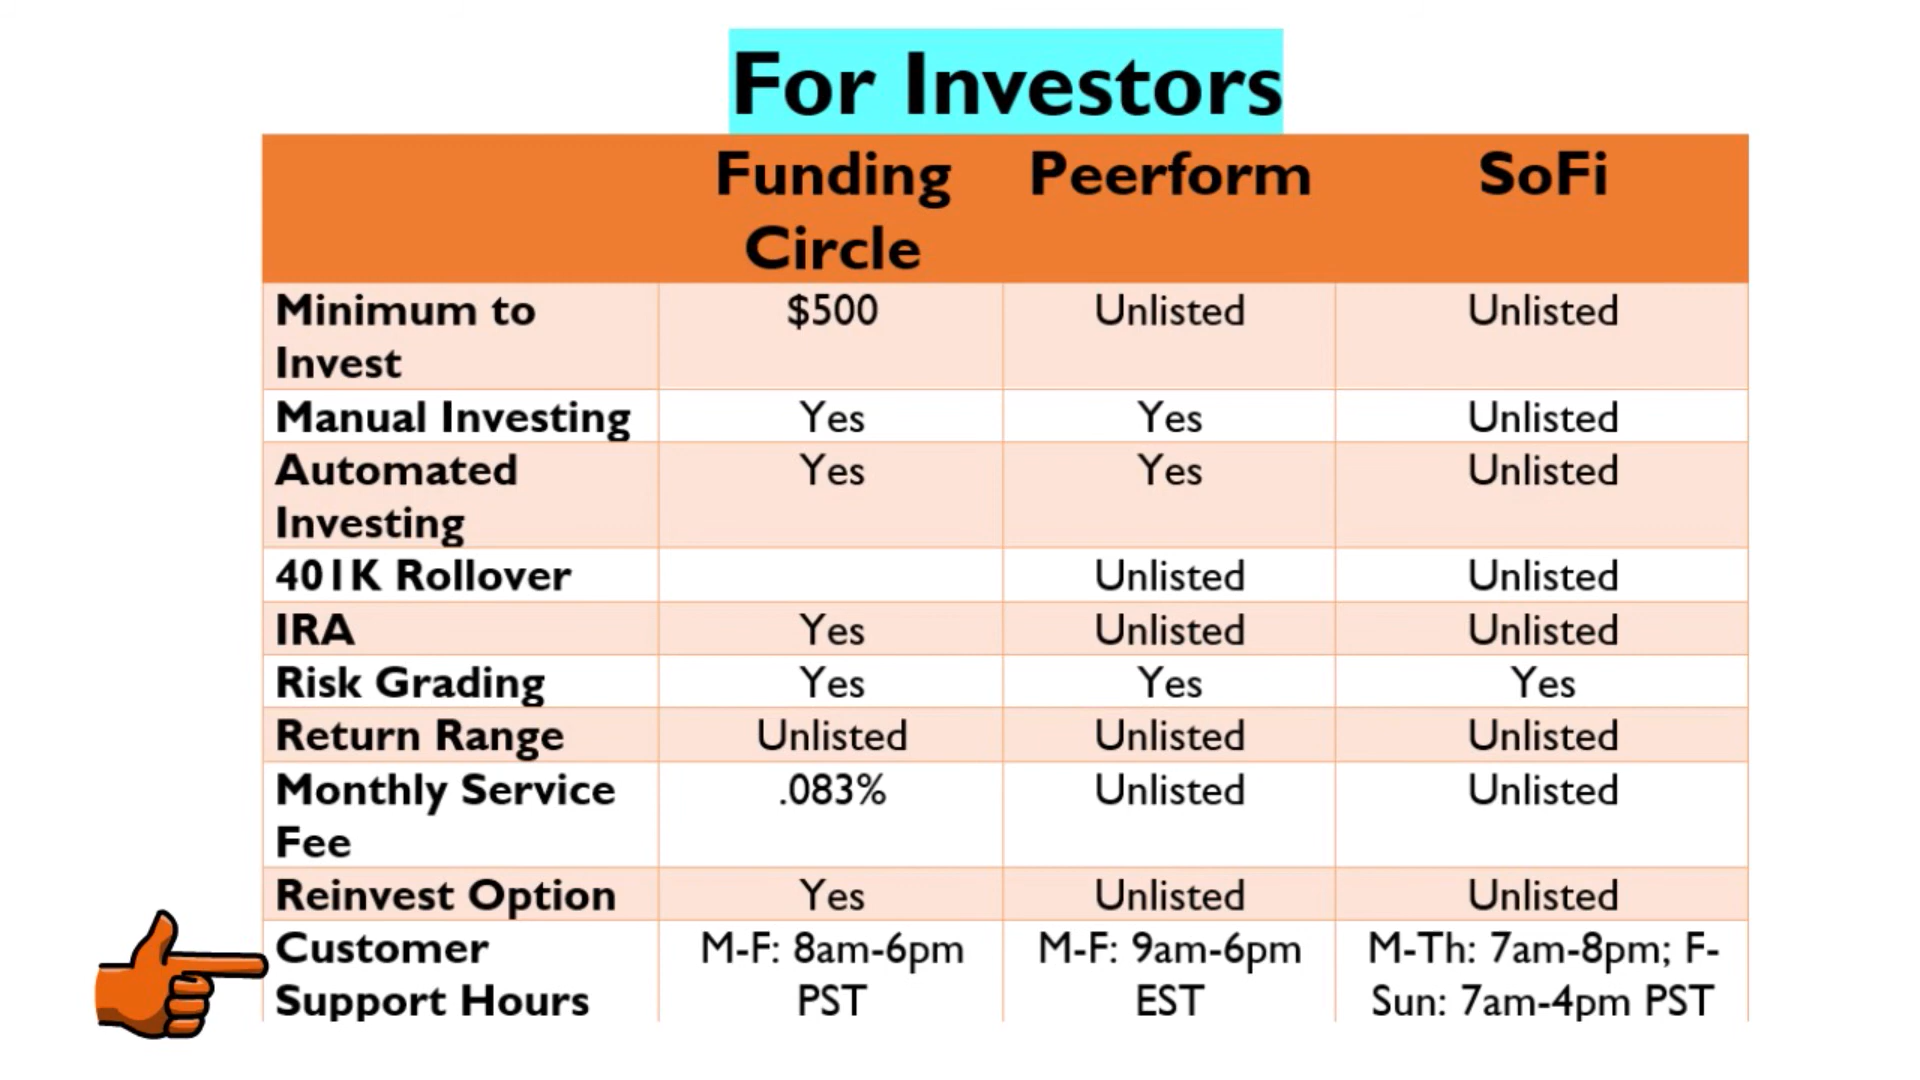 For Investors
Funding Circle Peerform SoFi
Minimum to Invest $500 Unlisted Unlisted
Manual Investing Yes Yes Unlisted
Automated Investing Yes Yes Unlisted
401K Rollover Unlisted Unlisted
IRA Yes Unlisted Unlisted
Risk Grading Yes Yes Yes
Return Range Unlisted Unlisted Unlisted
Monthly Service Fee .083% Unlisted Unlisted
Reinvest Option Yes Unlisted Unlisted
Customer Support Hours M-F: 8am-6pm PST M-F: 9am-6pm EST M-Th: 7am-8pm; F-Sun: 7am-4pm PST